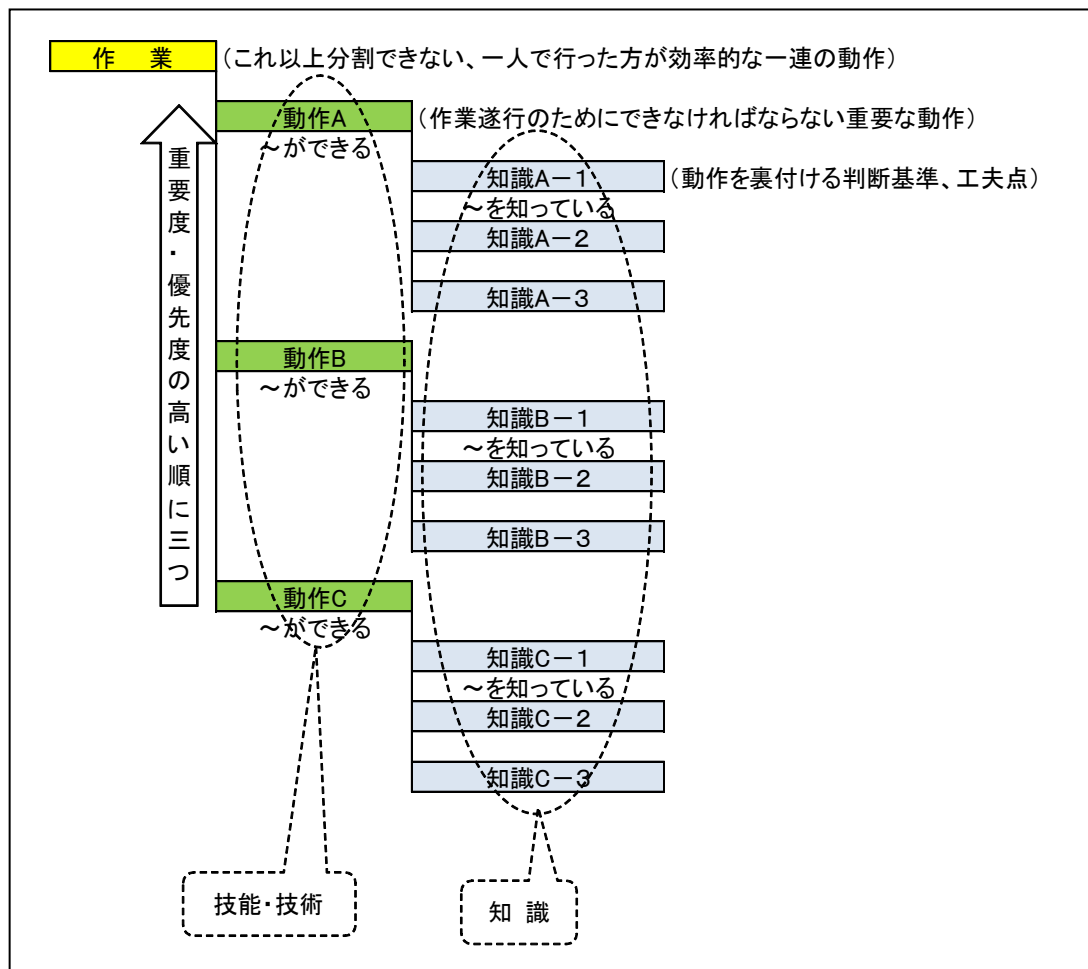 作 業 (これ以上分割できない、一人で行った方が効率的な一連の動作)
動作A (作業遂行のためにできなければならない重要な動作)
~ができる
知識A-1 (動作を裏付ける判断基準、工夫点)
~を知っている
知識A-2
知識A-3
動作B
~ができる
知識B-1
~を知っている
知識B-2
知識B-3
動作C
~ができる
知識C-1
~を知っている
知識C-2
知識C-3
重要度・優先度の高い順に三つ
技能・技術
知 識